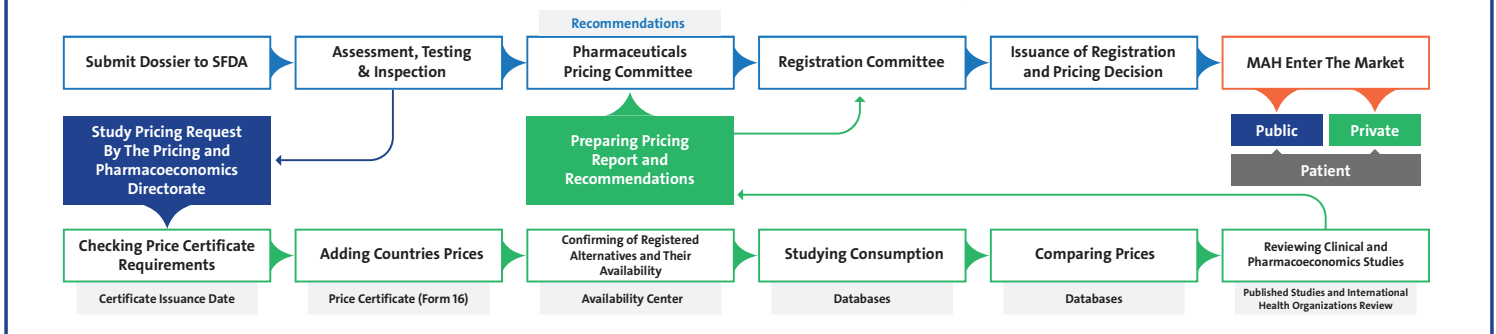 Recommendations
Submit Dossier to SFDA
Assessment, Testing
& Inspection
Pharmaceuticals
Pricing Committee
Registration Committee
Issuance of Registration
and Pricing Decision
MAH Enter The Market
Study Pricing Request
By The Pricing and
Pharmacoeconomics
Directorate
Preparing Pricing
Report and
Recommendations
Public
Private
Patient
Checking Price Certificate
Requirements
Adding Countries Prices
Confirming of Registered
Alternatives and Their
Availability
Studying Consumption
Comparing Prices
Reviewing Clinical and
Pharmacoeconomics Studies
Certificate Issuance Date
Price Certificate (Form 16)
Availability Center
Databases
Databases
Published Studies and International
Health Organizations Review